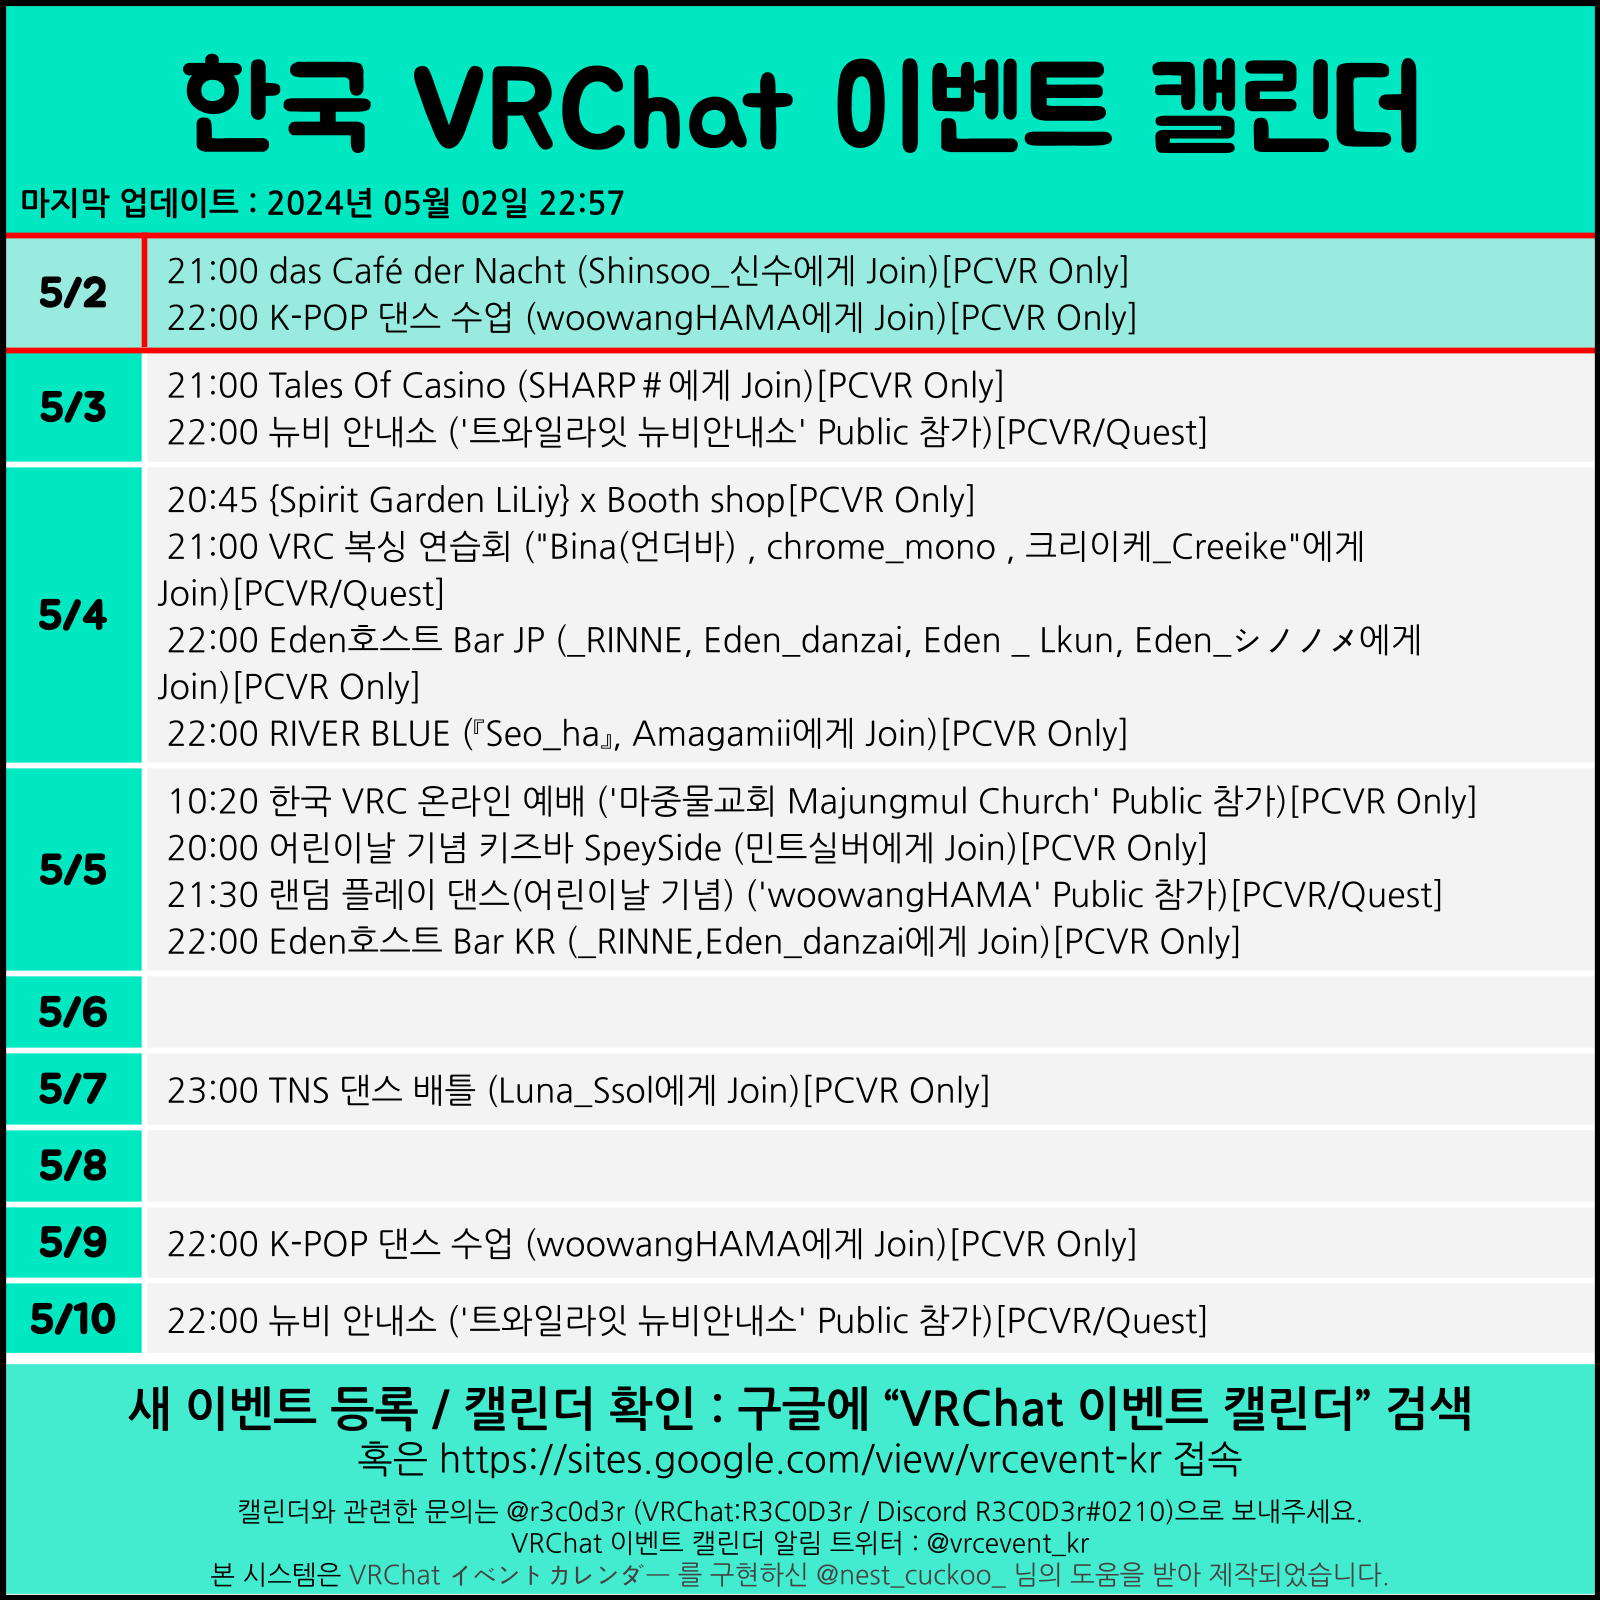 한국 VRChat 이벤트 캘린더
마지막 업데이트 : 2024년 05월 02일 22:57
5/2
21:00 das Café der Nacht (Shinsoo_신수에게 Join)[PCVR Only]
22:00 K-POP 댄스 수업 (woowangHAMA에게 Join)[PCVR Only]
5/3
21:00 Tales Of Casino (SHARP＃에게 Join)[PCVR Only]
22:00 뉴비 안내소 ('트와일라잇 뉴비안내소' Public 참가)[PCVR/Quest]
5/4
20:45 {Spirit Garden LiLiy} x Booth shop[PCVR Only]
21:00 VRC 복싱 연습회 ("Bina(언더바) , chrome_mono , 크리이케_Creeike"에게
Join)[PCVR/Quest]
22:00 Eden호스트 Bar JP (_RINNE, Eden_danzai, Eden _ Lkun, Eden_シノノメ에게
Join)[PCVR Only]
22:00 RIVER BLUE (『Seo_ha』, Amagamii에게 Join)[PCVR Only]
5/5
10:20 한국 VRC 온라인 예배 ('마중물교회 Majungmul Church' Public 참가)[PCVR Only]
20:00 어린이날 기념 키즈바 SpeySide (민트실버에게 Join)[PCVR Only]
21:30 랜덤 플레이 댄스(어린이날 기념) ('woowangHAMA' Public 참가)[PCVR/Quest]
22:00 Eden호스트 Bar KR (_RINNE,Eden_danzai에게 Join)[PCVR Only]
5/6
5/7
23:00 TNS 댄스 배틀 (Luna_Ssol에게 Join)[PCVR Only]
5/8
5/9
22:00 K-POP 댄스 수업 (woowangHAMA에게 Join)[PCVR Only]
5/10
22:00 뉴비 안내소 ('트와일라잇 뉴비안내소' Public 참가)[PCVR/Quest]
새 이벤트 등록 / 캘린더 확인 : 구글에 “VRChat 이벤트 캘린더” 검색
혹은 https://sites.google.com/view/vrcevent-kr 접속
캘린더와 관련한 문의는 @r3c0d3r (VRChat:R3C0D3r / Discord R3C0D3r#0210)으로 보내주세요.
VRChat 이벤트 캘린더 알림 트위터 : @vrcevent_kr
본 시스템은 VRChat イベントカレンダー 를 구현하신 @nest_cuckoo_ 님의 도움을 받아 제작되었습니다.